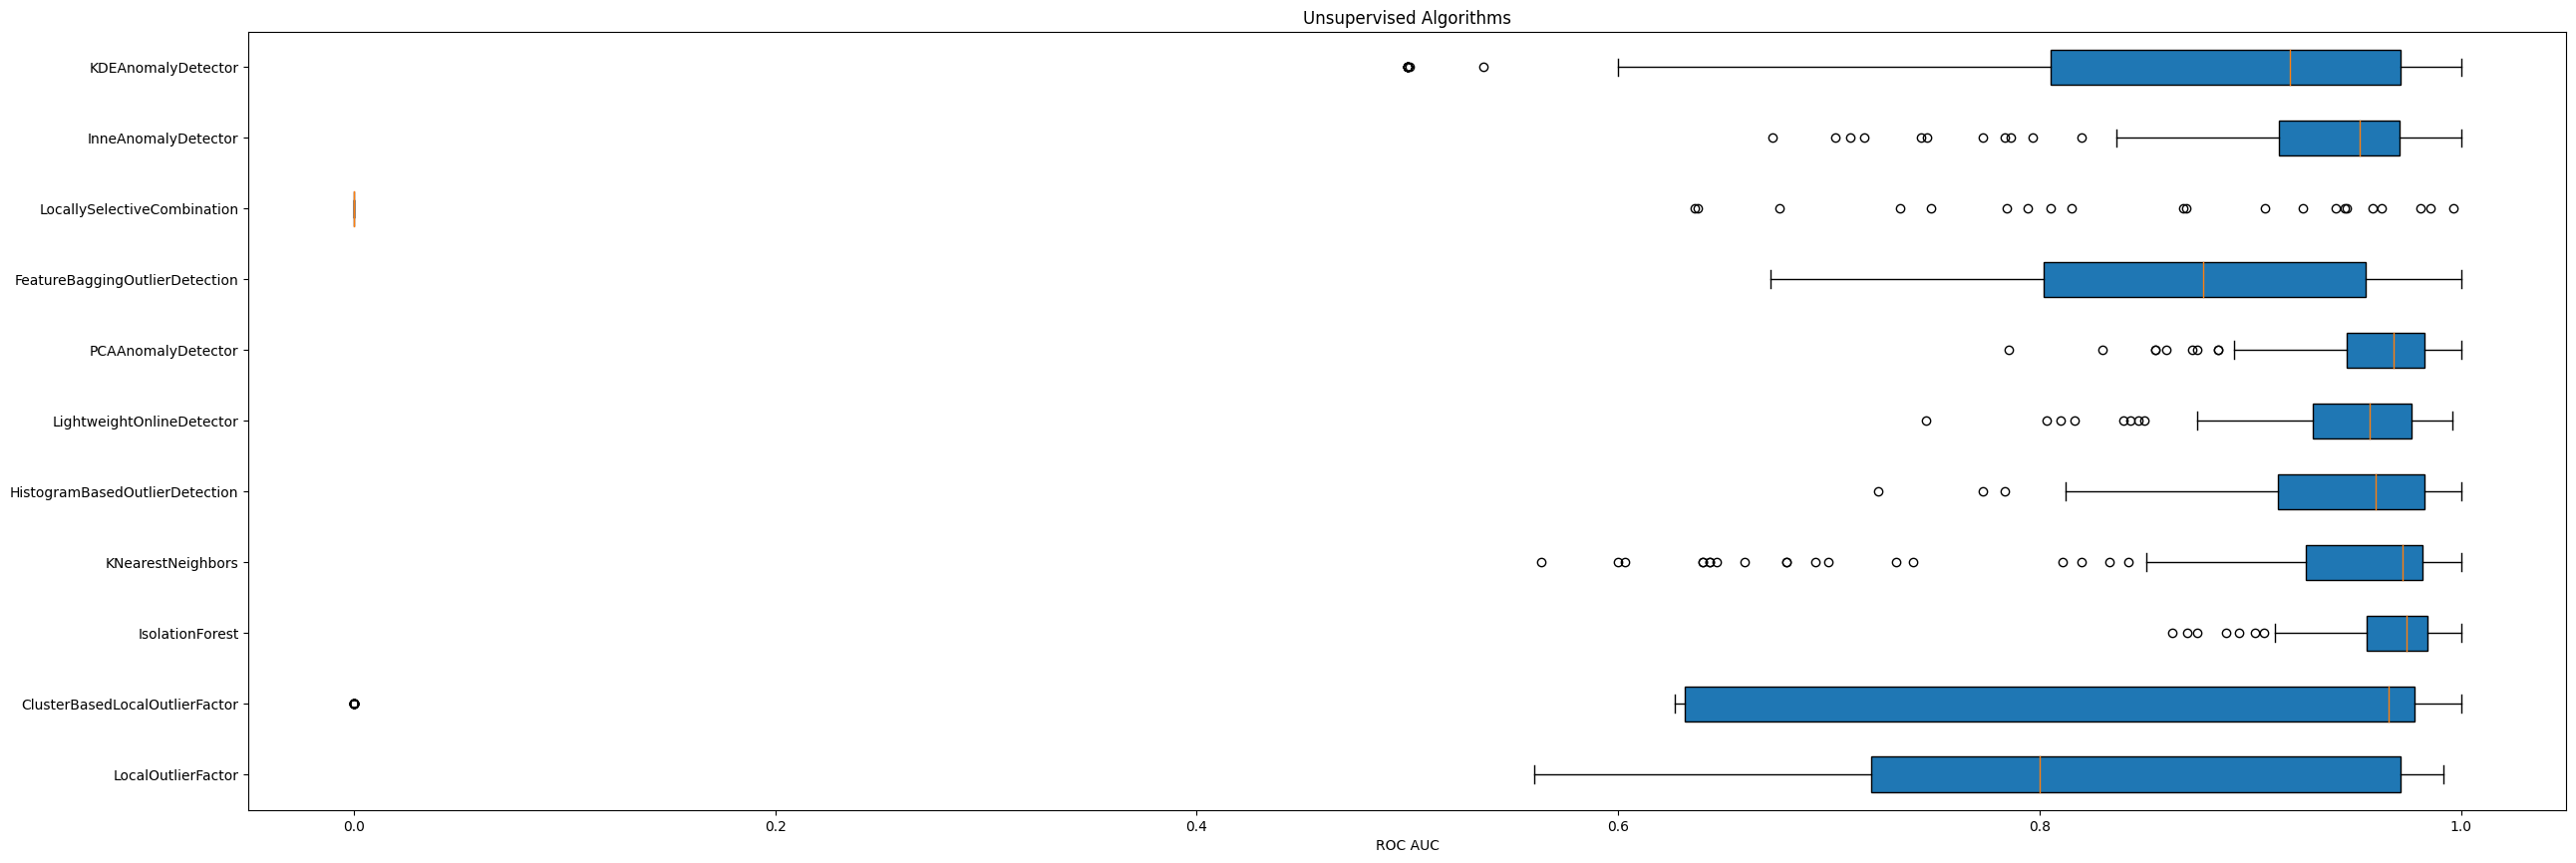 Unsupervised Algorithms
KDEAnomalyDetector
InneAnomalyDetector
LocallySelectiveCombination
FeatureBaggingOutlierDetection
PCAAnomalyDetector
LightweightOnlineDetector
HistogramBasedOutlierDetection
KNearestNeighbors
IsolationForest
ClusterBasedLocalOutlierFactor
LocalOutlierFactor
0.0 0.2 0.4 0.6 0.8 1.0
ROC AUC